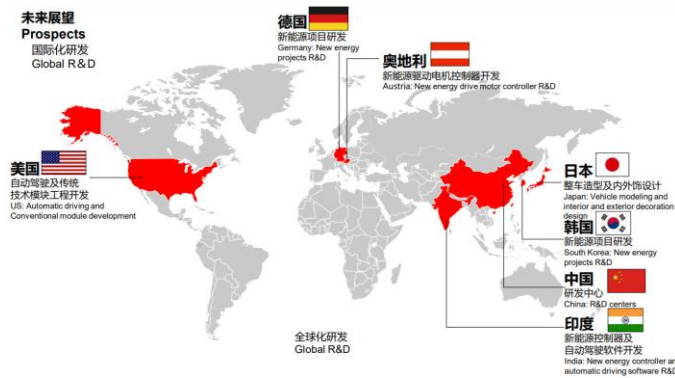 未来展望
Prospects
国际化研发
Global R&D
德国
新能源项目研发
Germany: New energy
projects R&D
奥地利
新能源驱动电机控制器开发
Austria: New energy drive motor controller R&D
美国
自动驾驶及传统
技术模块工程开发
US: Automatic driving and
Conventional module development
日本
整车造型及内外饰设计
Japan: Vehicle modeling and
interior and exterior decoration
design
韩国
新能源项目研发
South Korea: New energy
projects R&D
中国
研发中心
China: R&D centers
印度
新能源控制器及
自动驾驶软件开发
India: New energy controller an
automatic driving software R&D
全球化研发
Global R&D